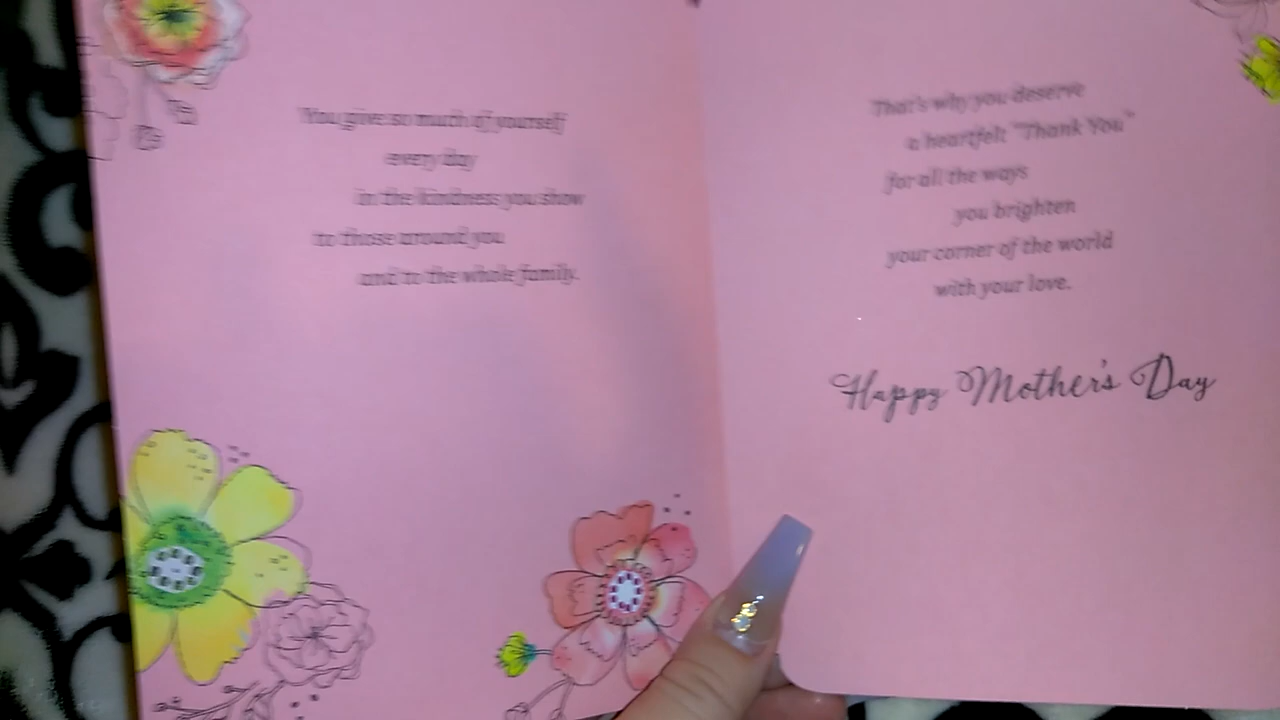 You give so much of yourself
every day
in the kindness you show
to those around you
and to the whole family.
That's why you deserve
a heartfelt "Thank You"
for all the ways
you brighten
your corner of the world
with your love.
Happy Mother's Day